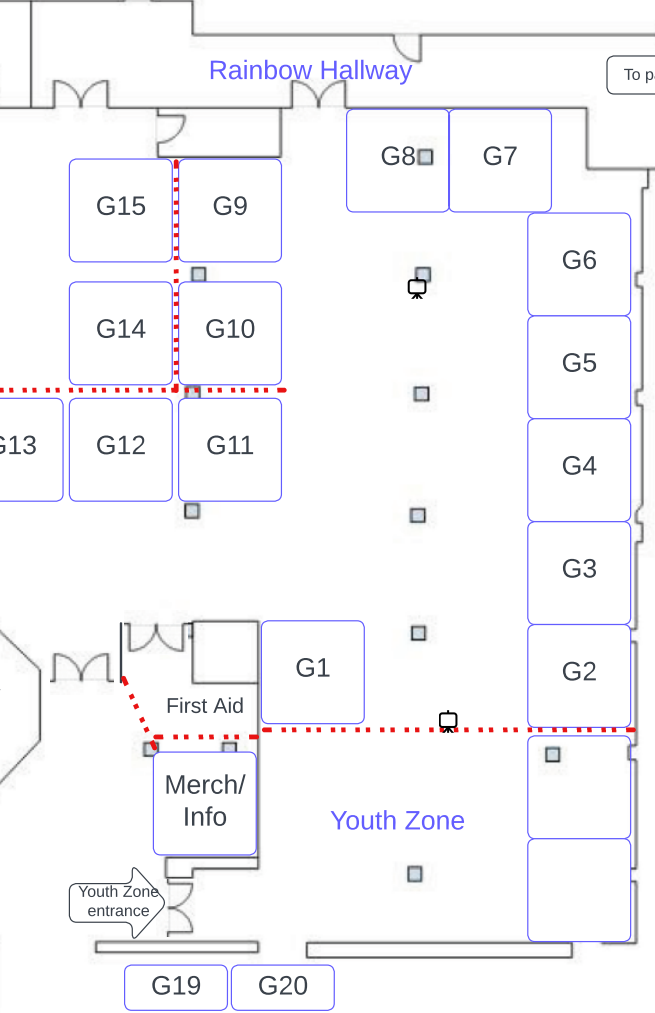 Rainbow Hallway
To
G8
G7
G15
G9
G6
G14
G10
G5
G13
G12
G11
G4
G3
G1
G2
First Aid
Merch/
Info
Youth Zone
Youth Zone
entrance
G19
G20